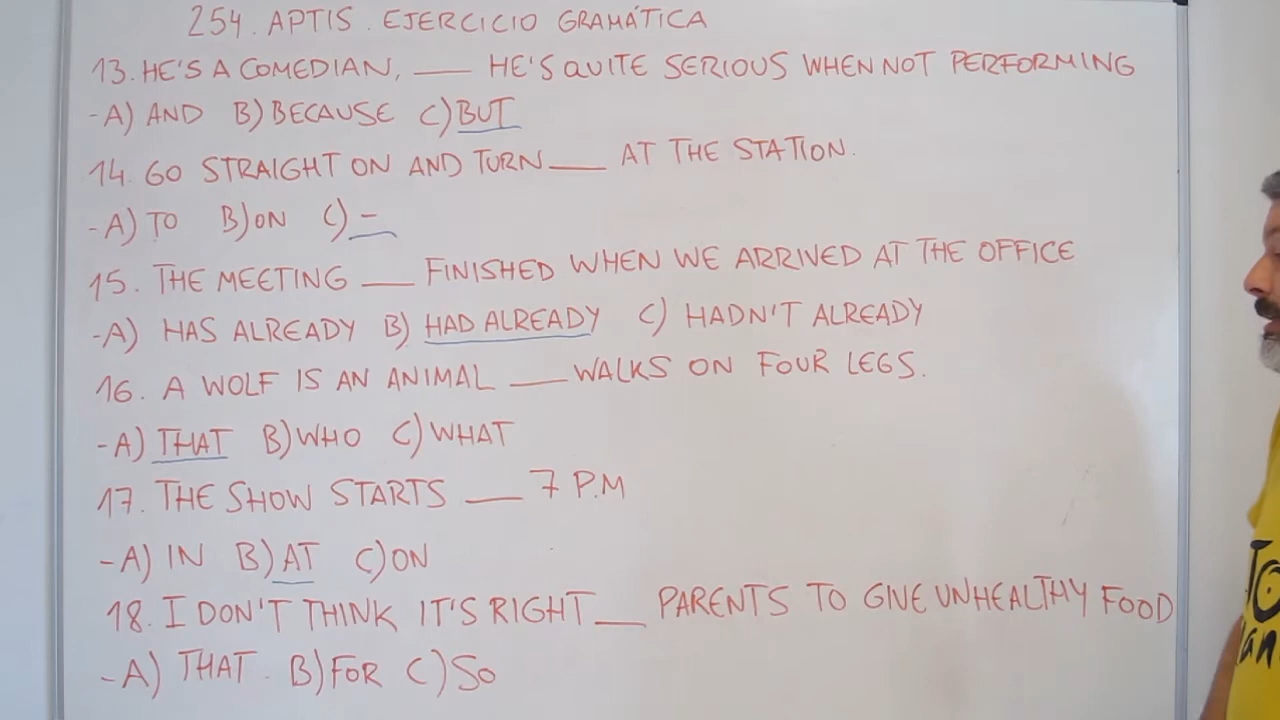 254. APTIS. EJERCICIO GRAMÁTICA
13. HE'S A COMEDIAN, ___ HE'S QUITE SERIOUS WHEN NOT PERFORMING
-A) AND B) BECAUSE C) BUT
14. GO STRAIGHT ON AND TURN ___ AT THE STATION.
-A) TO B) ON C) -
15. THE MEETING ___ FINISHED WHEN WE ARRIVED AT THE OFFICE
-A) HAS ALREADY B) HAD ALREADY C) HADN'T ALREADY
16. A WOLF IS AN ANIMAL ___ WALKS ON FOUR LEGS.
-A) THAT B) WHO C) WHAT
17. THE SHOW STARTS ___ 7 P.M
-A) IN B) AT C) ON
18. I DON'T THINK IT'S RIGHT ___ PARENTS TO GIVE UNHEALTHY FOOD
-A) THAT. B) FOR C) SO